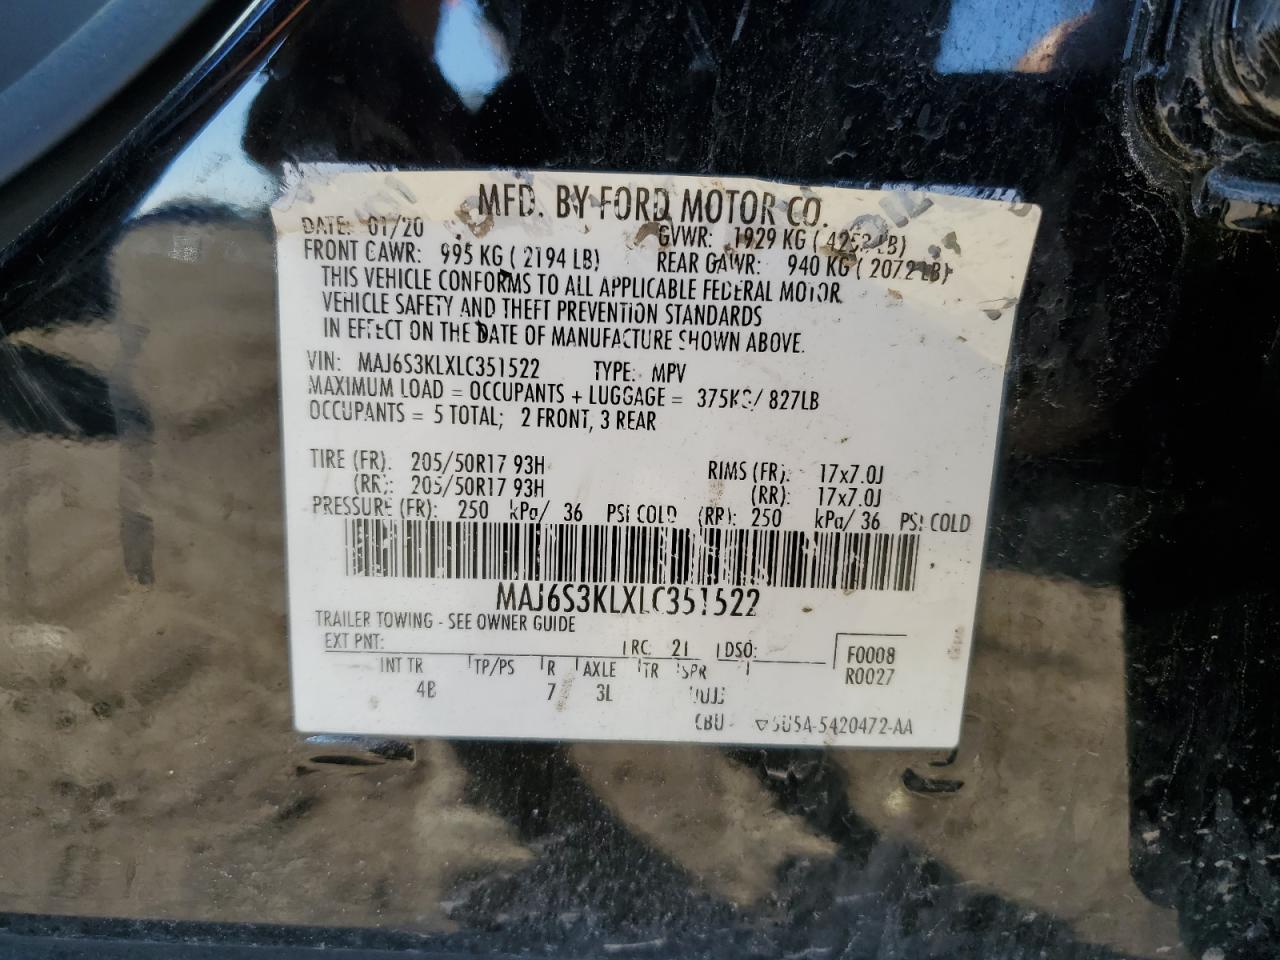 MFD. BY FORD MOTOR CO.
DATE: 01/20 GVWR: 1929 KG ( 4253 LB)
FRONT GAWR: 995 KG ( 2194 LB) REAR GAWR: 940 KG ( 2072 LB)
THIS VEHICLE CONFORMS TO ALL APPLICABLE FEDERAL MOTOR
VEHICLE SAFETY AND THEFT PREVENTION STANDARDS
IN EFFECT ON THE DATE OF MANUFACTURE SHOWN ABOVE.
VIN: MAJ6S3KLXLC351522 TYPE: MPV
MAXIMUM LOAD = OCCUPANTS + LUGGAGE = 375KG/ 827LB
OCCUPANTS = 5 TOTAL; 2 FRONT, 3 REAR
TIRE (FR): 205/50R17 93H RIMS (FR): 17x7.0J
(RR): 205/50R17 93H (RR): 17x7.0J
PRESSURE (FR): 250 kPa/ 36 PSI COLD (RR): 250 kPa/ 36 PSI COLD
MAJ6S3KLXLC351522
TRAILER TOWING - SEE OWNER GUIDE
EXT PNT: RC: 21 DSO: F0008
INT TR TP/PS R AXLE TR SPR R0027
4B 7 3L
CBU 5U5A-5420472-AA